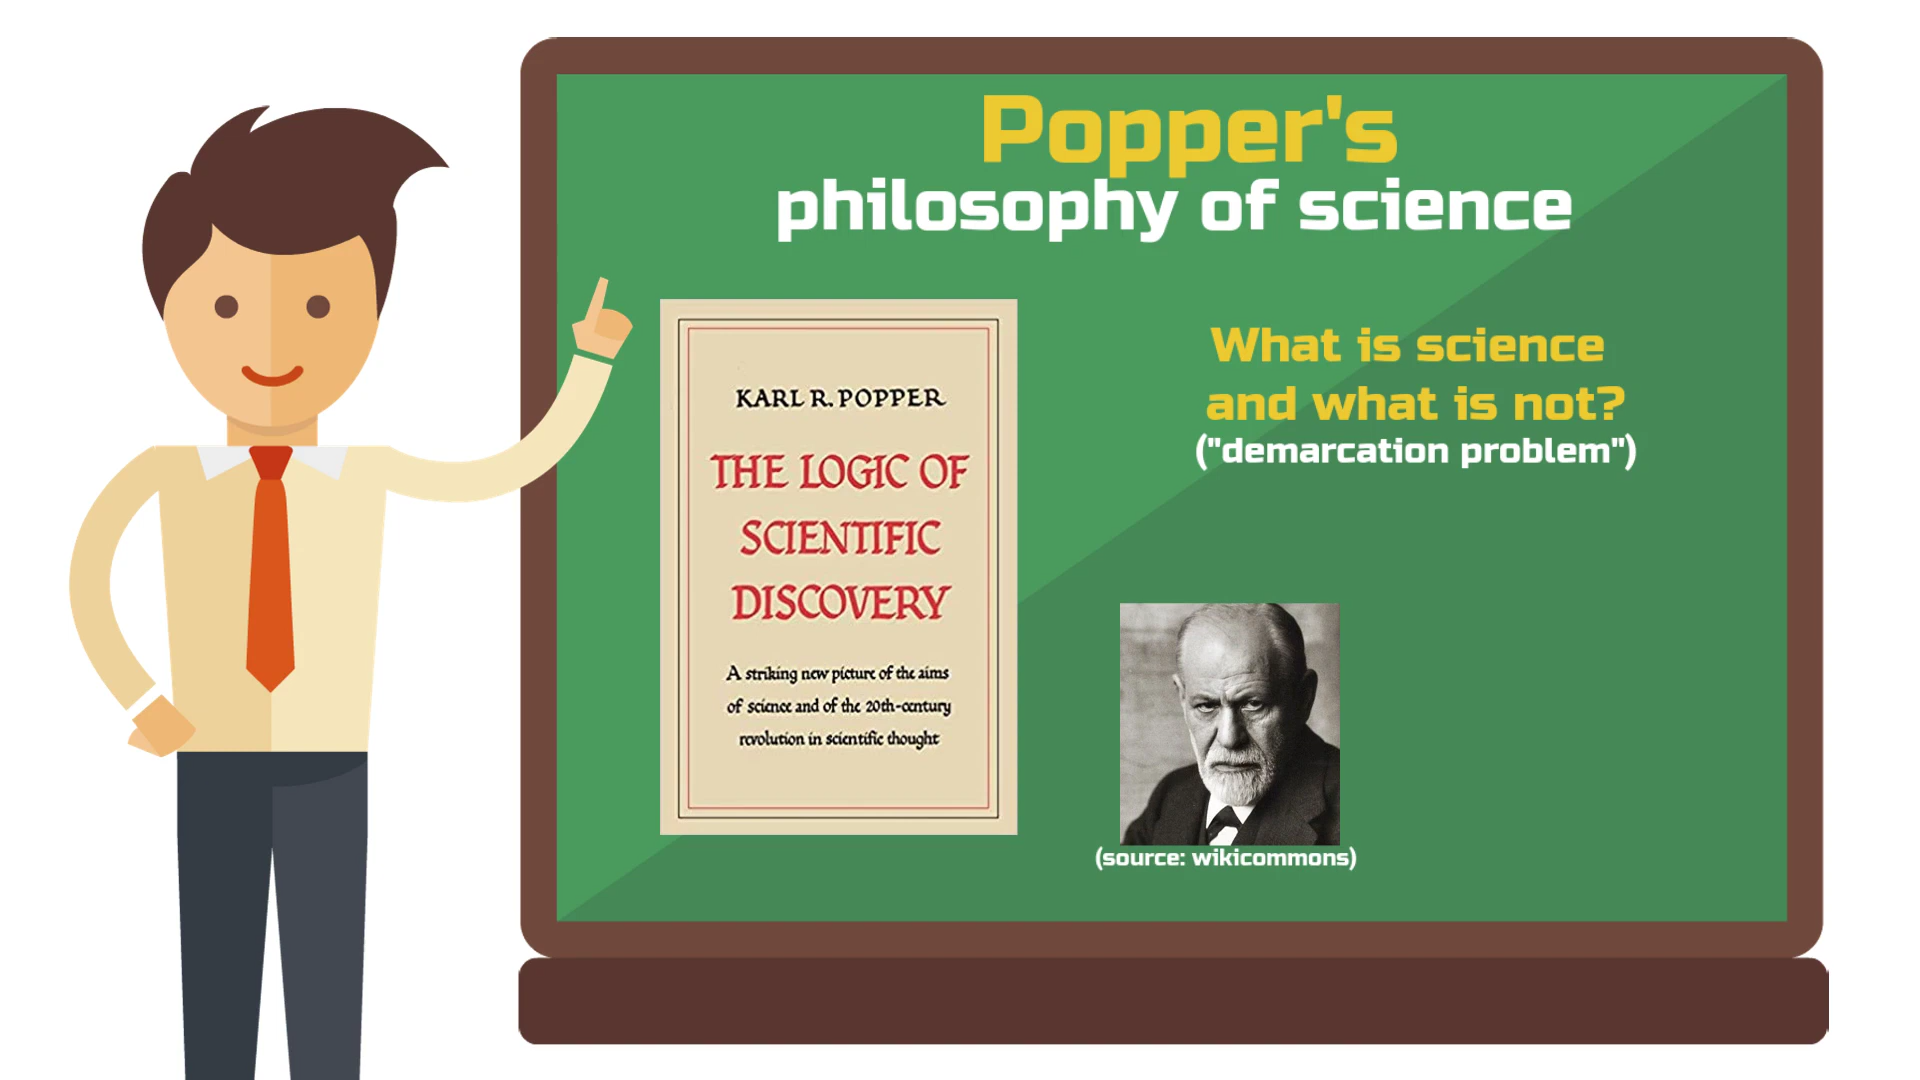 Popper's
philosophy of science
KARL R. POPPER
THE LOGIC OF
SCIENTIFIC
DISCOVERY
A striking new picture of the aims
of science and of the 20th-century
revolution in scientific thought
What is science
and what is not?
("demarcation problem")
(source: wikicommons)